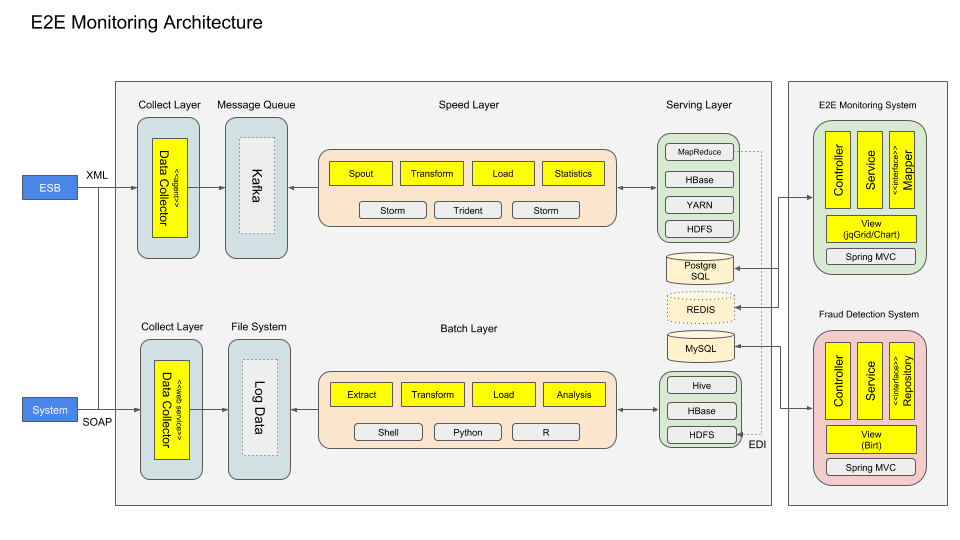 E2E Monitoring Architecture
Collect Layer
Message Queue
Speed Layer
Serving Layer
E2E Monitoring System
XML
ESB
<<agent>>
Data Collector
Kafka
Spout
Transform
Load
Statistics
Storm
Trident
Storm
MapReduce
HBase
YARN
HDFS
Controller
Service
<<interface>>
Mapper
View
(jqGrid/Chart)
Spring MVC
Postgre
SQL
REDIS
MySQL
Collect Layer
File System
Batch Layer
Fraud Detection System
System
SOAP
<<web service>>
Data Collector
Log Data
Extract
Transform
Load
Analysis
Shell
Python
R
Hive
HBase
HDFS
EDI
Controller
Service
<<interface>>
Repository
View
(Birt)
Spring MVC